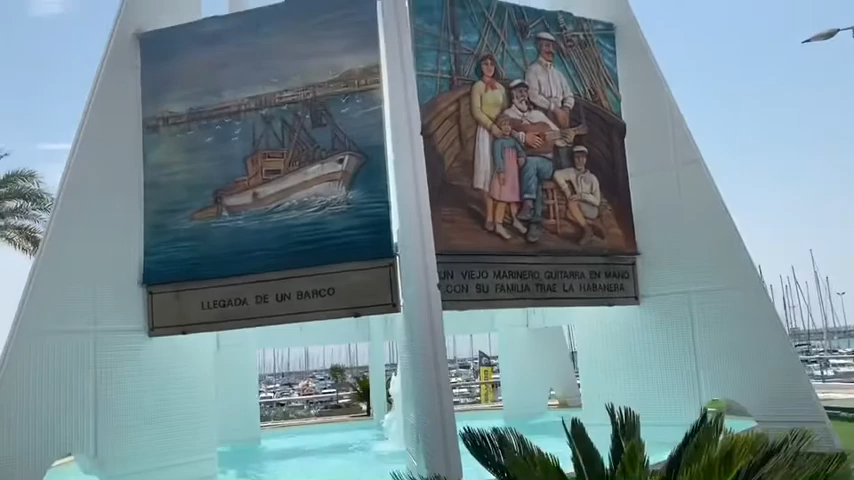 LLEGADA DE UN BARCO
UN VIEJO MARINERO GUITARRA EN MANO
CON SU FAMILIA TRAE LA HABANERA